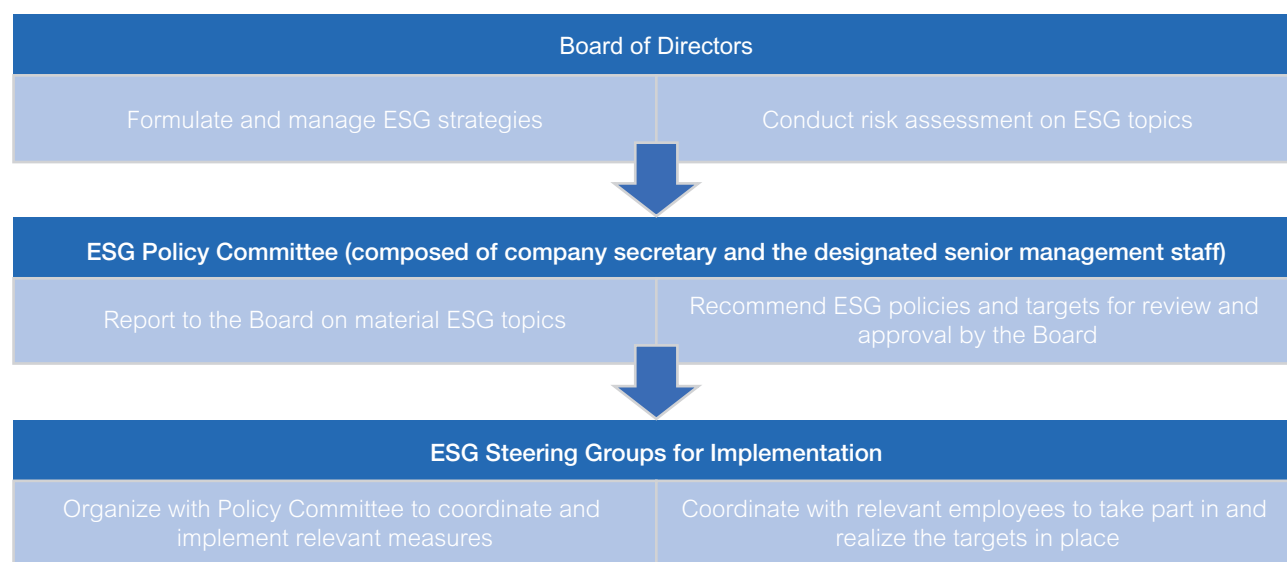 Board of Directors
Formulate and manage ESG strategies
Conduct risk assessment on ESG topics
ESG Policy Committee (composed of company secretary and the designated senior management staff)
Report to the Board on material ESG topics
Recommend ESG policies and targets for review and
approval by the Board
ESG Steering Groups for Implementation
Organize with Policy Committee to coordinate and
implement relevant measures
Coordinate with relevant employees to take part in and
realize the targets in place